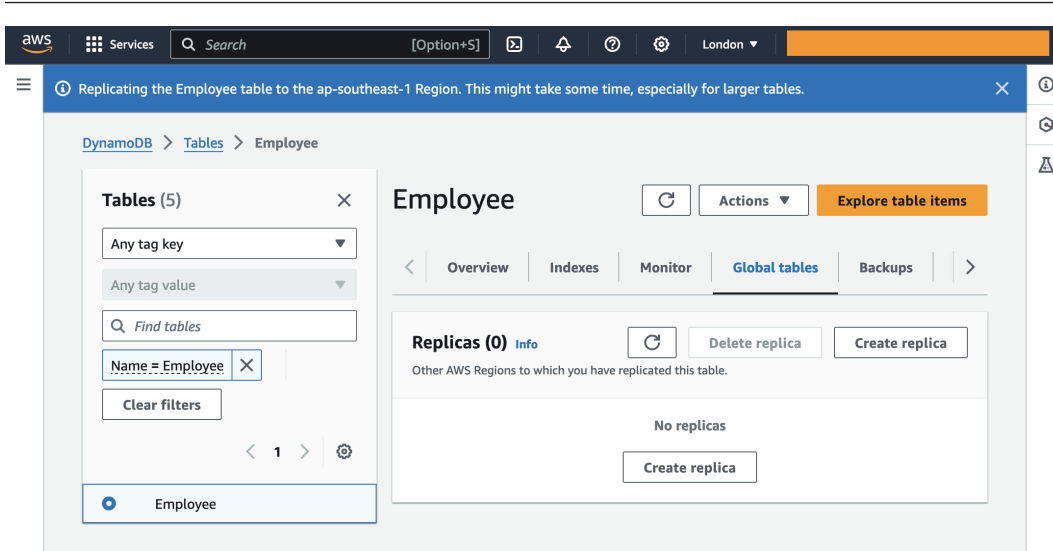 aws Services Search [Option+S] London ▼
Replicating the Employee table to the ap-southeast-1 Region. This might take some time, especially for larger tables.
DynamoDB > Tables > Employee
Tables (5)
Any tag key
Any tag value
Find tables
Name = Employee
Clear filters
1
Employee
Employee
Actions ▼
Explore table items
Overview Indexes Monitor Global tables Backups
Replicas (0) Info
Delete replica
Create replica
Other AWS Regions to which you have replicated this table.
No replicas
Create replica